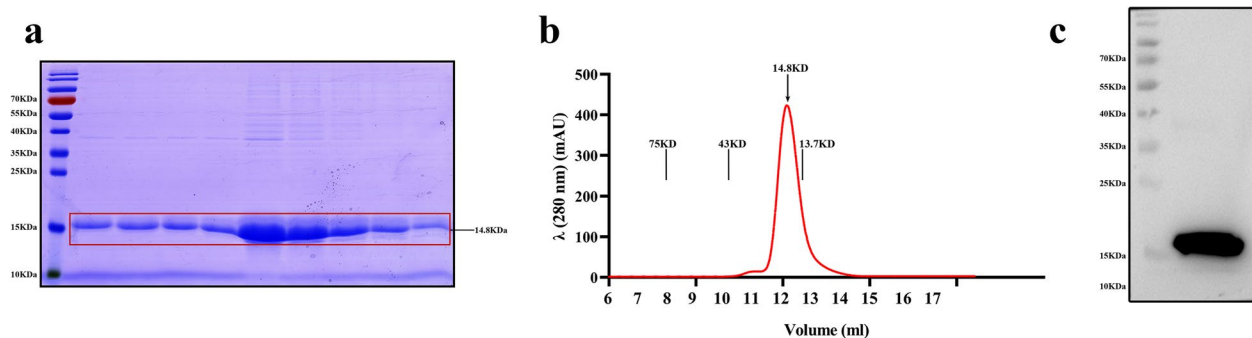 a
70KDa
55KDa
40KDa
35KDa
25KDa
15KDa
10KDa
14.8KDa
b
λ (280 nm) (mAU)
500
400
300
200
100
0
14.8KD
75KD
43KD
13.7KD
6 7 8 9 10 11 12 13 14 15 16 17
Volume (ml)
c
70KDa
55KDa
40KDa
35KDa
25KDa
15KDa
10KDa